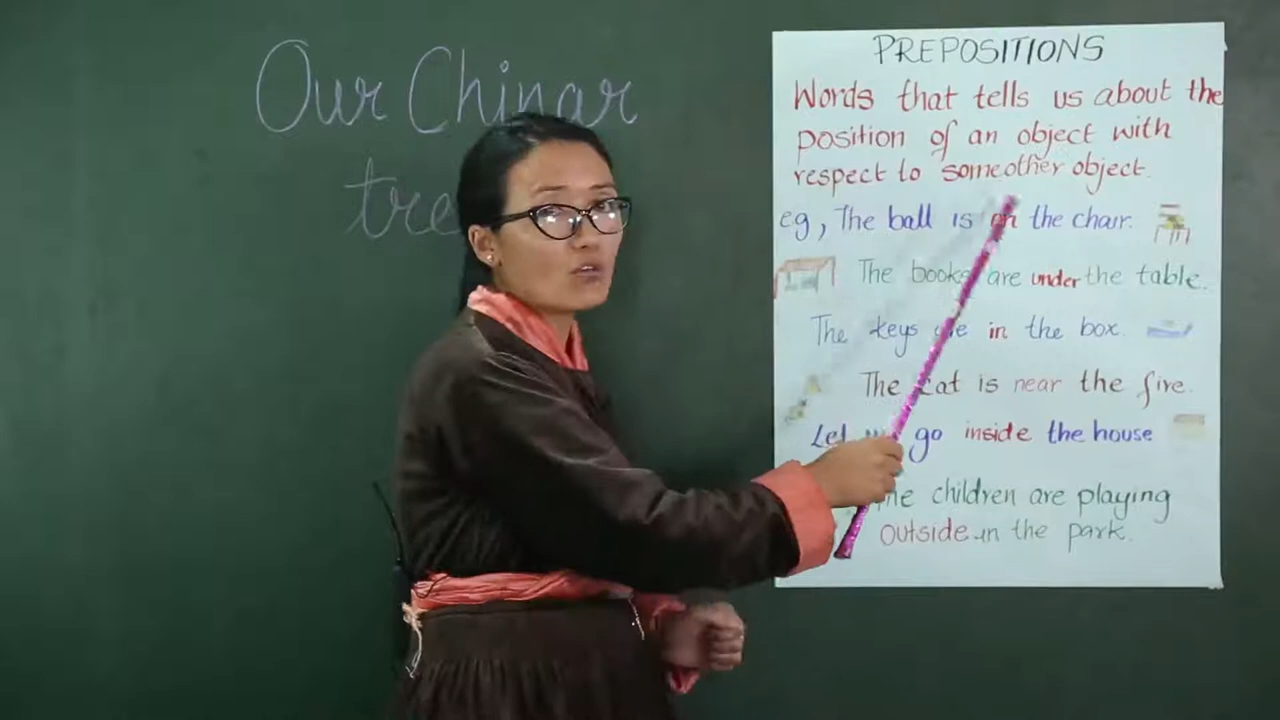 Our Chinar
tre
PREPOSITIONS
Words that tells us about the
position of an object with
respect to someother object.
eg, The ball is on the chair.
The books are under the table.
The keys are in the box.
The cat is near the fire.
Let us go inside the house
The children are playing
outside in the park.